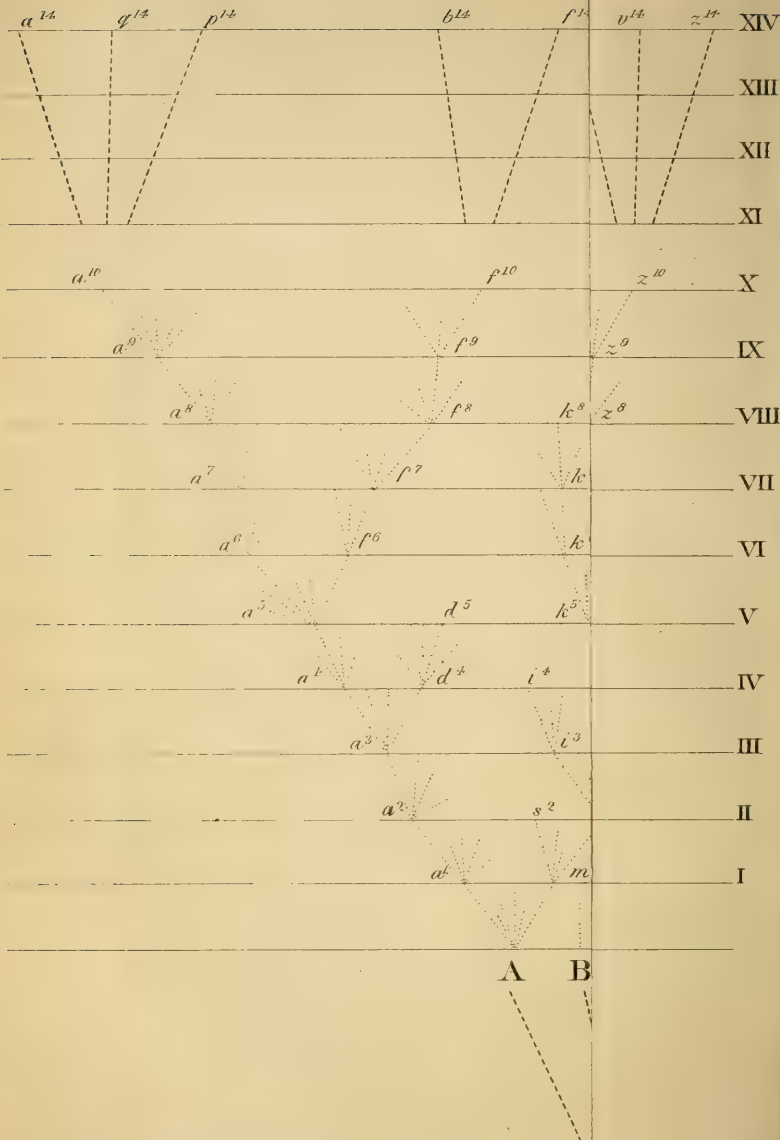 a¹⁴ q¹⁴ p¹⁴ b¹⁴ f¹⁴ v¹⁴ z¹⁴ XIV
XIII
XII
XI
a¹⁰ f¹⁰ z¹⁰ X
a⁹ f⁹ z⁹ IX
a⁸ f⁸ k⁸ z⁸ VIII
a⁷ f⁷ k VII
a⁶ f⁶ k VI
a⁵ d⁵ k⁵ V
a⁴ d⁴ i⁴ IV
a³ i³ III
a² s² II
a¹ m I
A B